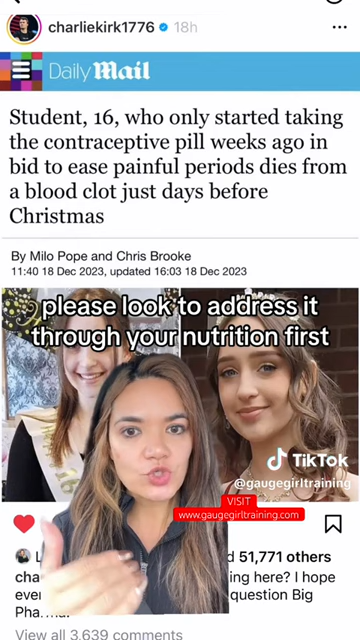 charliekirk1776 18h
Daily Mail
Student, 16, who only started taking
the contraceptive pill weeks ago in
bid to ease painful periods dies from
a blood clot just days before
Christmas
By Milo Pope and Chris Brooke
11:40 18 Dec 2023, updated 16:03 18 Dec 2023
please look to address it
through your nutrition first
TikTok
@gaugegirltraining
VISIT
www.gaugegirltraining.com
51,771 others
ing here? I hope
question Big
View all 3,639 comments